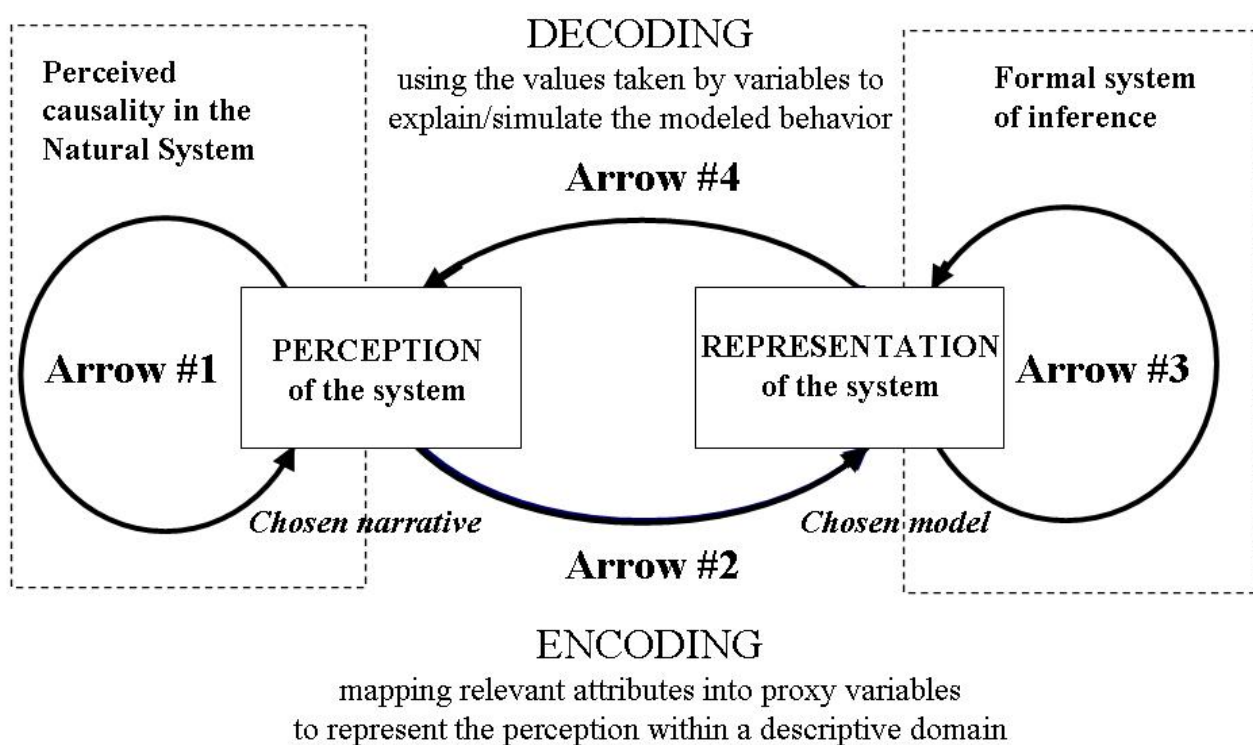 DECODING
using the values taken by variables to
explain/simulate the modeled behavior
Arrow #4
Perceived
causality in the
Natural System
Formal system
of inference
Arrow #1
PERCEPTION
of the system
REPRESENTATION
of the system
Arrow #3
Chosen narrative
Chosen model
Arrow #2
ENCODING
mapping relevant attributes into proxy variables
to represent the perception within a descriptive domain